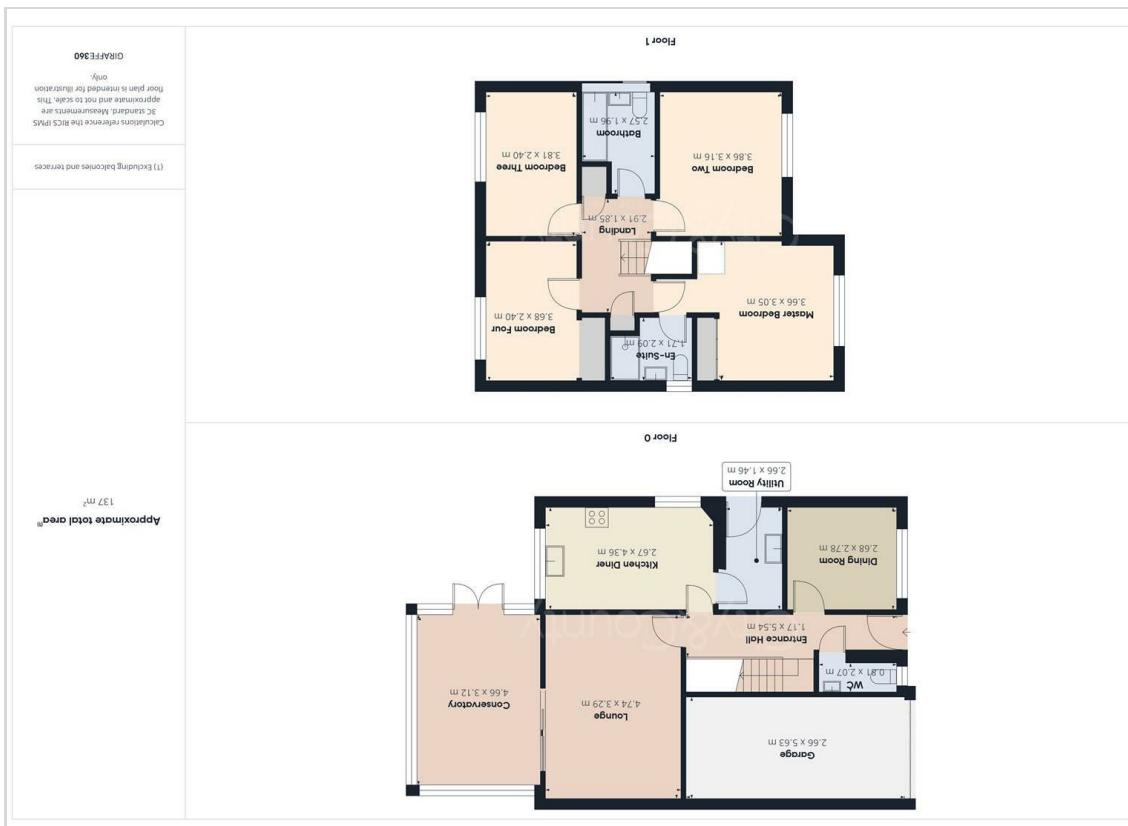 Floor 0
Garage
2.66 x 5.63 m
WC
0.81 x 2.07 m
Lounge
4.74 x 3.29 m
Conservatory
4.66 x 3.12 m
Entrance Hall
1.17 x 5.54 m
Dining Room
2.68 x 2.78 m
Kitchen Diner
2.67 x 4.36 m
Utility Room
2.66 x 1.46 m
Floor 1
En-Suite
1.71 x 2.09 m
Master Bedroom
3.66 x 3.05 m
Bedroom Four
3.68 x 2.40 m
Landing
2.91 x 1.85 m
Bedroom Two
3.86 x 3.16 m
Bedroom Three
3.81 x 2.40 m
Bathroom
2.57 x 1.96 m
Approximate total area⁽¹⁾
137 m²
(1) Excluding balconies and terraces
Calculations reference the RICS IPMS
3C standard. Measurements are
approximate and not to scale. This
floor plan is intended for illustration
only.
GIRAFFE360